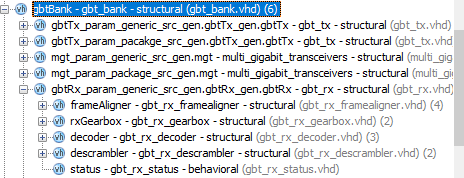 gbtBank - gbt_bank - structural (gbt_bank.vhd) (6)
gbtTx_param_generic_src_gen.gbtTx_gen.gbtTx - gbt_tx - structural (gbt_tx.vhd)
gbtTx_param_pacakge_src_gen.gbtTx_gen.gbtTx - gbt_tx - structural (gbt_tx.vhd)
mgt_param_generic_src_gen.mgt - multi_gigabit_transceivers - structural (multi_
mgt_param_package_src_gen.mgt - multi_gigabit_transceivers - structural (multi
gbtRx_param_generic_src_gen.gbtRx_gen.gbtRx - gbt_rx - structural (gbt_rx.vhd)
frameAligner - gbt_rx_framealigner - structural (gbt_rx_framealigner.vhd) (4)
rxGearbox - gbt_rx_gearbox - structural (gbt_rx_gearbox.vhd) (2)
decoder - gbt_rx_decoder - structural (gbt_rx_decoder.vhd) (3)
descrambler - gbt_rx_descrambler - structural (gbt_rx_descrambler.vhd) (2)
status - gbt_rx_status - behavioral (gbt_rx_status.vhd)